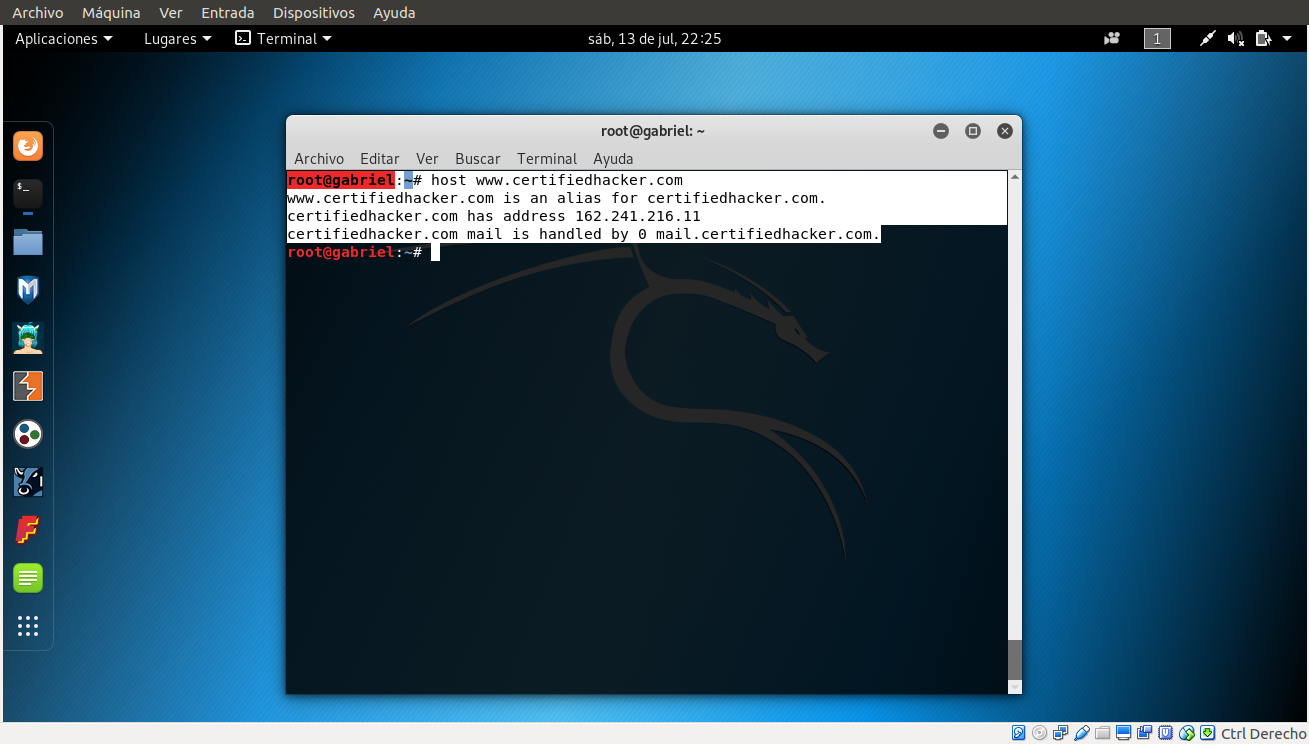 Archivo Máquina Ver Entrada Dispositivos Ayuda
Aplicaciones Lugares Terminal sáb, 13 de jul, 22:25 1
root@gabriel: ~
Archivo Editar Ver Buscar Terminal Ayuda
root@gabriel:~# host www.certifiedhacker.com
www.certifiedhacker.com is an alias for certifiedhacker.com.
certifiedhacker.com has address 162.241.216.11
certifiedhacker.com mail is handled by 0 mail.certifiedhacker.com.
root@gabriel:~#
Ctrl Derecho